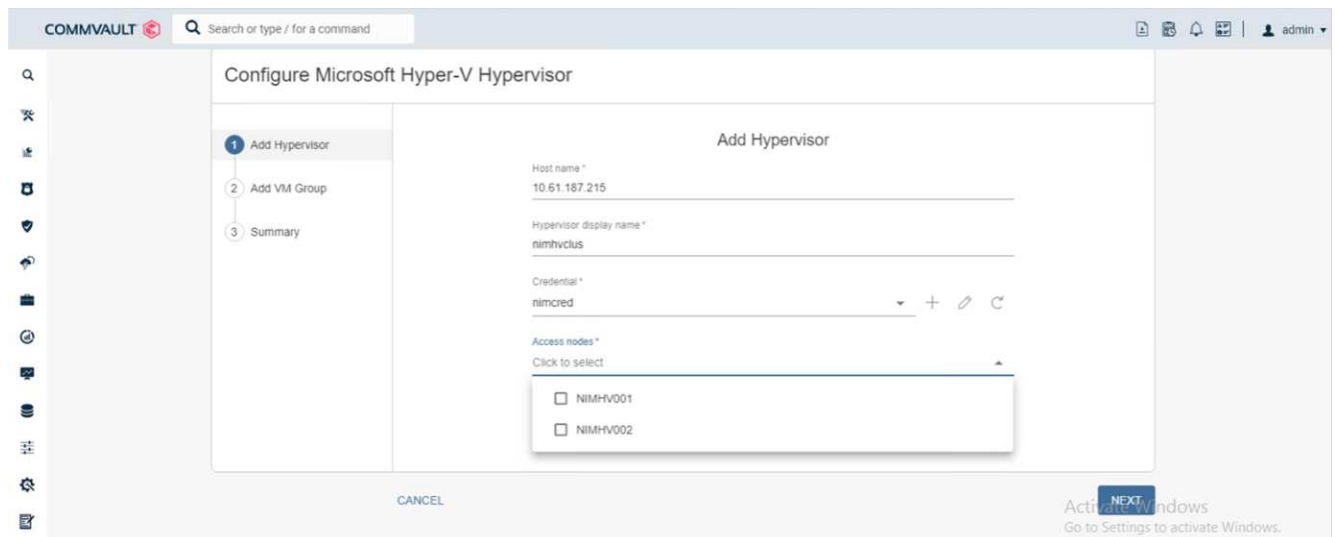 COMMVAULT
Search or type / for a command
admin
Configure Microsoft Hyper-V Hypervisor
1 Add Hypervisor
2 Add VM Group
3 Summary
Add Hypervisor
Host name *
10.61.187.215
Hypervisor display name *
nimhvclus
Credential *
nimcred
Access nodes *
Click to select
NIMHV001
NIMHV002
CANCEL
NEXT
Activate Windows
Go to Settings to activate Windows.